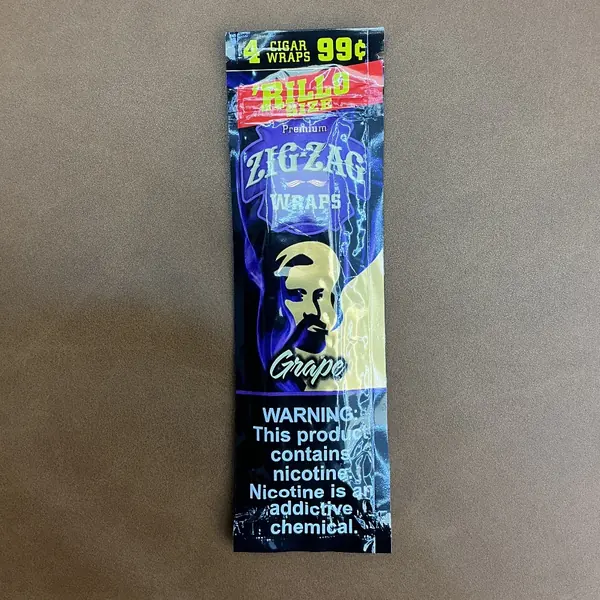 4 CIGAR WRAPS 99¢
'RILLO
SIZE
Premium
ZIG-ZAG
WRAPS
Grape
WARNING:
This product
contains
nicotine.
Nicotine is an
addictive
chemical.